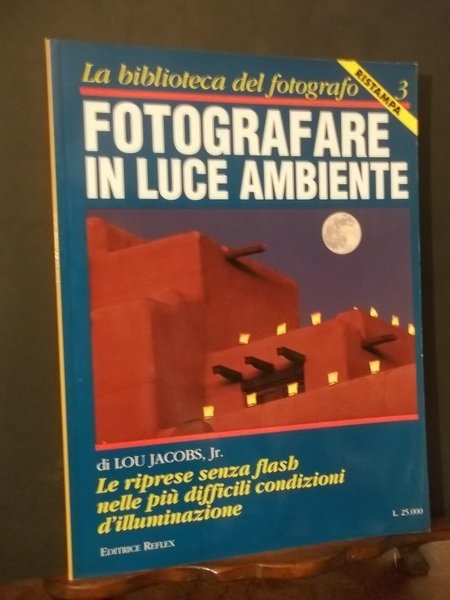 La biblioteca del fotografo 3
RISTAMPA
FOTOGRAFARE
IN LUCE AMBIENTE
di LOU JACOBS, Jr.
Le riprese senza flash
nelle più difficili condizioni
d'illuminazione
EDITRICE REFLEX
L. 25.000